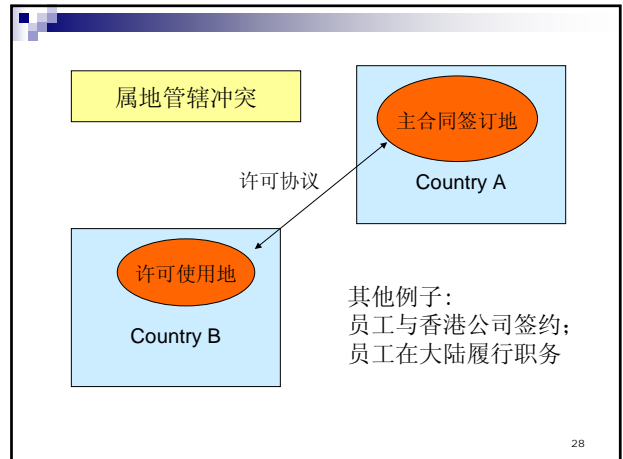 属地管辖冲突
主合同签订地
Country A
许可协议
许可使用地
Country B
其他例子:
员工与香港公司签约;
员工在大陆履行职务
28